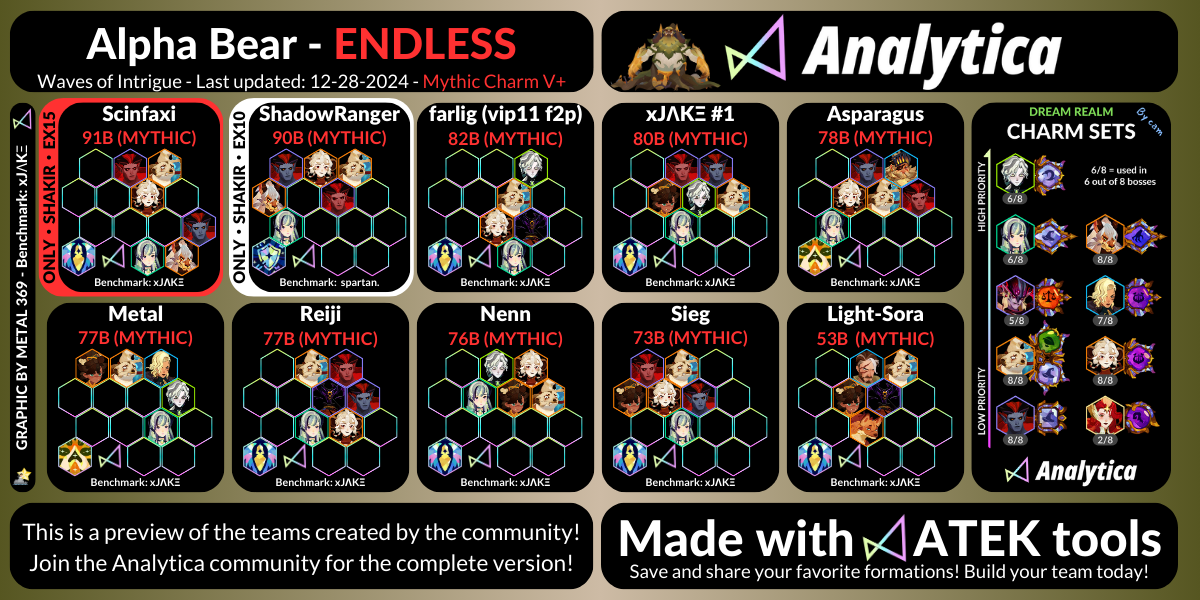 Alpha Bear - ENDLESS
Waves of Intrigue - Last updated: 12-28-2024 - Mythic Charm V+
Analytica
GRAPHIC BY METAL 369 - Benchmark: xJΛKΞ
ONLY • SHAKIR • EX15
Scinfaxi
91B (MYTHIC)
Benchmark: xJΛKΞ
ONLY • SHAKIR • EX10
ShadowRanger
90B (MYTHIC)
Benchmark: spartan.
farlig (vip11 f2p)
82B (MYTHIC)
Benchmark: xJΛKΞ
xJΛKΞ #1
80B (MYTHIC)
Benchmark: xJΛKΞ
Asparagus
78B (MYTHIC)
Benchmark: xJΛKΞ
Metal
77B (MYTHIC)
Benchmark: xJΛKΞ
Reiji
77B (MYTHIC)
Benchmark: xJΛKΞ
Nenn
76B (MYTHIC)
Benchmark: xJΛKΞ
Sieg
73B (MYTHIC)
Benchmark: xJΛKΞ
Light-Sora
53B (MYTHIC)
Benchmark: xJΛKΞ
DREAM REALM
CHARM SETS
By cam
HIGH PRIORITY
LOW PRIORITY
6/8
6/8 = used in
6 out of 8 bosses
6/8
8/8
5/8
7/8
8/8
8/8
8/8
2/8
Analytica
This is a preview of the teams created by the community!
Join the Analytica community for the complete version!
Made with ATEK tools
Save and share your favorite formations! Build your team today!